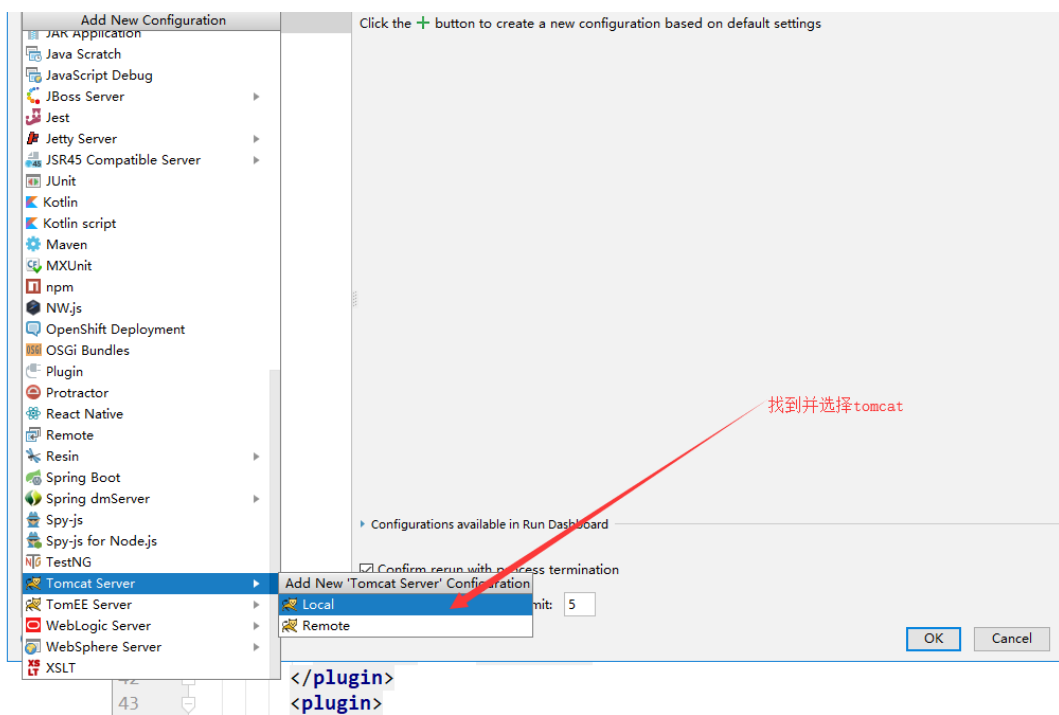 Add New Configuration
Click the + button to create a new configuration based on default settings
JAR Application
Java Scratch
JavaScript Debug
JBoss Server
Jest
Jetty Server
JSR45 Compatible Server
JUnit
Kotlin
Kotlin script
Maven
MXUnit
npm
NW.js
OpenShift Deployment
OSGi Bundles
Plugin
Protractor
找到并选择tomcat
React Native
Remote
Resin
Spring Boot
Spring dmServer
Configurations available in Run Dashboard
Spy-js
Spy-js for Node.js
TestNG
Confirm rerun with process termination
Tomcat Server
Add New 'Tomcat Server' Configuration
TomEE Server
Local
mit: 5
WebLogic Server
Remote
OK
Cancel
WebSphere Server
XSLT
42
</plugin>
43
<plugin>